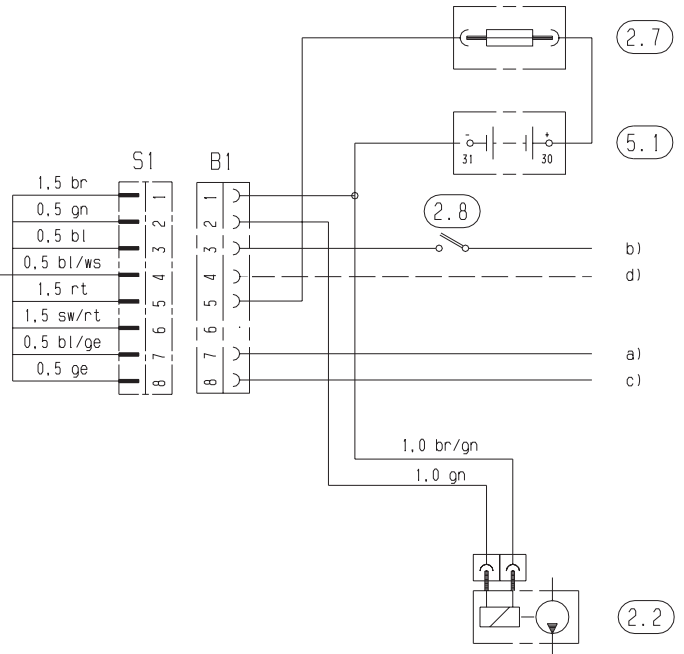 2.7
5.1
- +
31 30
S1 B1
1,5 br
0,5 gn
0,5 bl
0,5 bl/ws
1,5 rt
1,5 sw/rt
0,5 bl/ge
0,5 ge
1 1
2 2
3 3
4 4
5 5
6 6
7 7
8 8
2.8
b)
d)
a)
c)
1,0 br/gn
1,0 gn
2.2